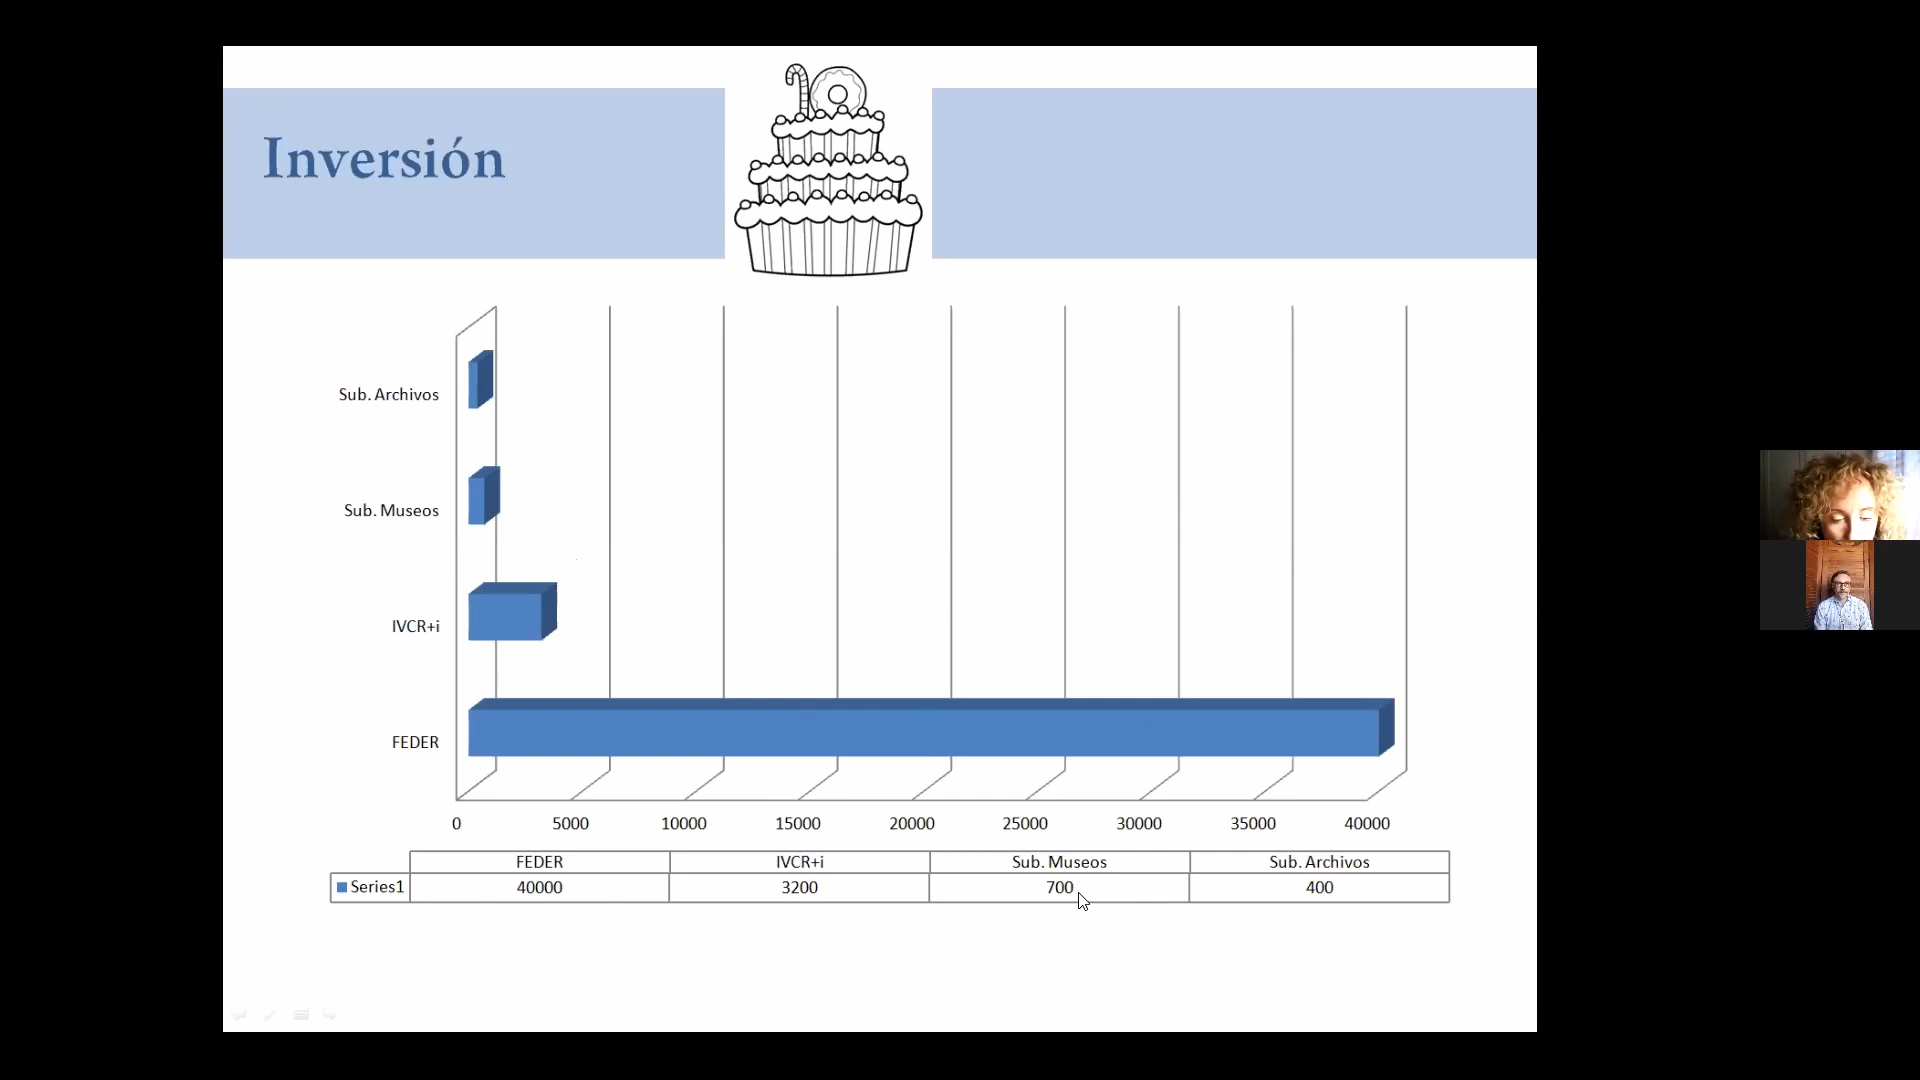 Inversión
Sub. Archivos
Sub. Museos
IVCR+i
FEDER
0 5000 10000 15000 20000 25000 30000 35000 40000
FEDER IVCR+i Sub. Museos Sub. Archivos
Series1 40000 3200 700 400